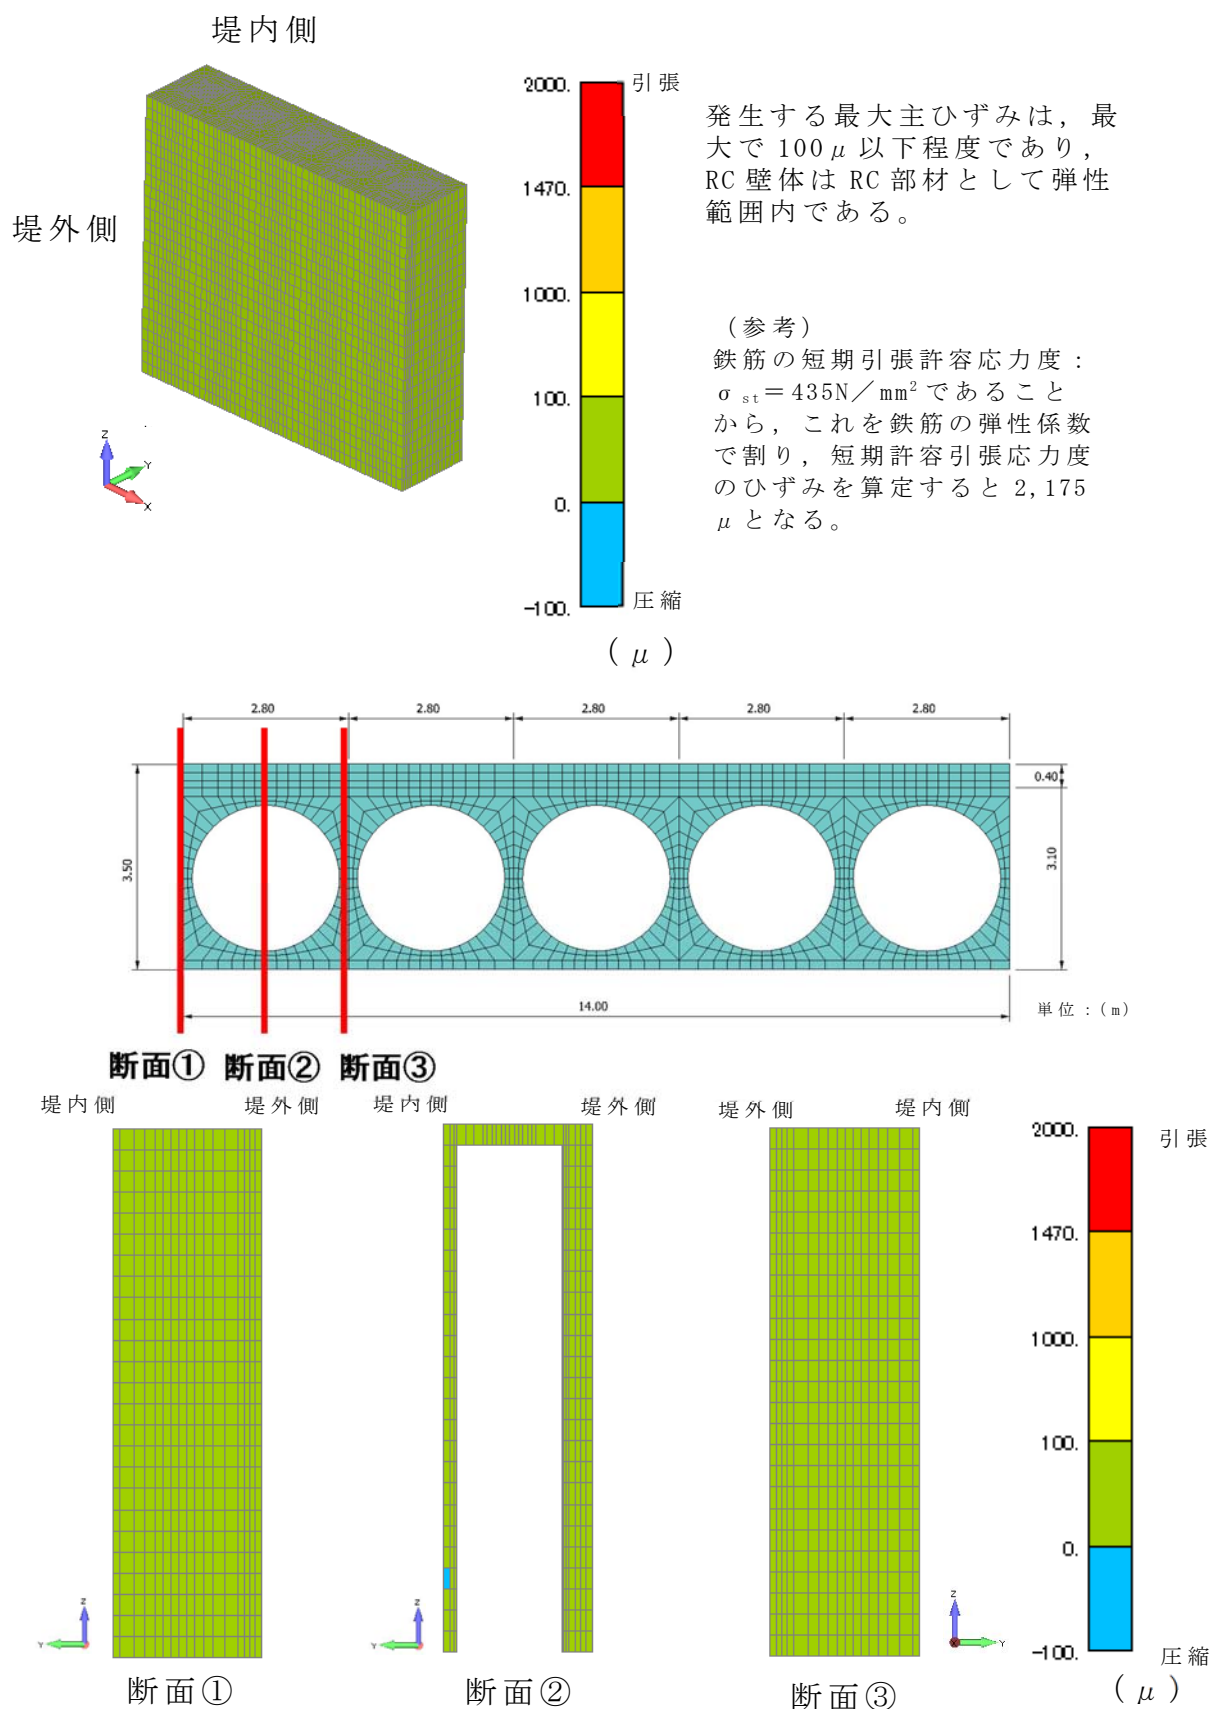 堤内側
堤外側
2000.
引張
1470.
1000.
100.
0.
-100.
圧縮
(μ)
発生する最大主ひずみは，最
大で100μ以下程度であり，
RC壁体はRC部材として弾性
範囲内である。
(参考)
鉄筋の短期引張許容応力度：
σst＝435N／mm²であること
から，これを鉄筋の弾性係数
で割り，短期許容引張応力度
のひずみを算定すると2,175
μとなる。
Z
Y
X
2.80
2.80
2.80
2.80
2.80
0.40
3.50
3.10
14.00
単位：(m)
断面① 断面② 断面③
堤内側 堤外側
堤内側 堤外側
堤外側 堤内側
2000.
引張
1470.
1000.
100.
0.
-100.
圧縮
(μ)
Z
Y
Z
Y
Z
X
Y
断面①
断面②
断面③